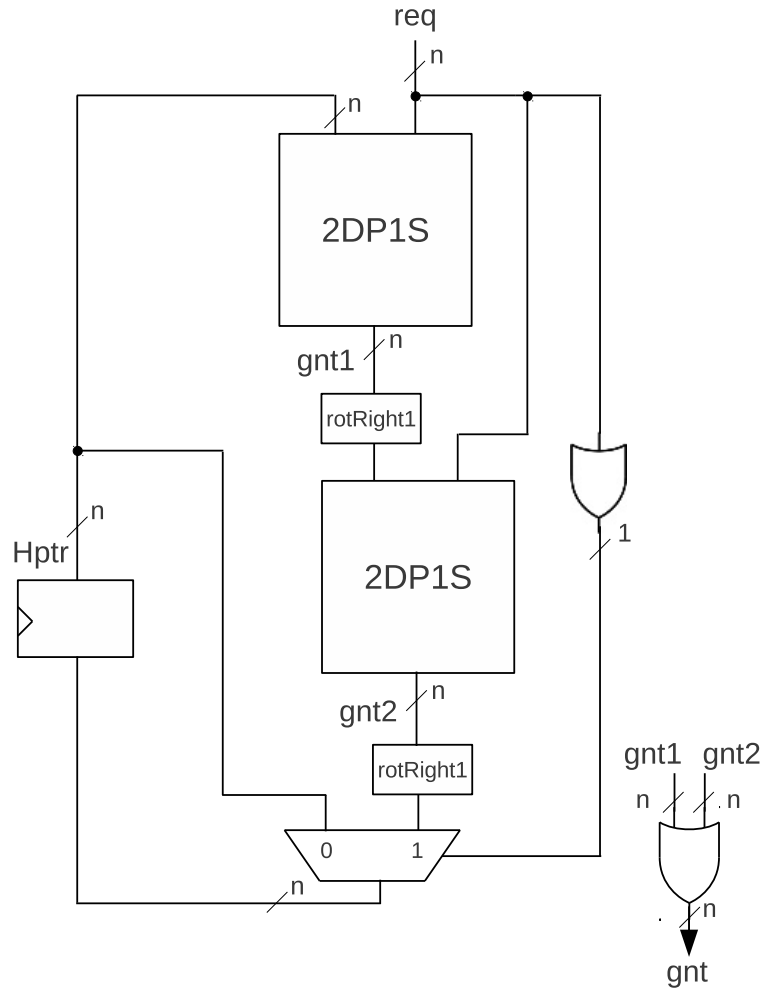 req
n
n
2DP1S
n
gnt1
rotRight1
n
Hptr
1
2DP1S
n
gnt2
rotRight1
gnt1 gnt2
n n
0 1
n
n
gnt